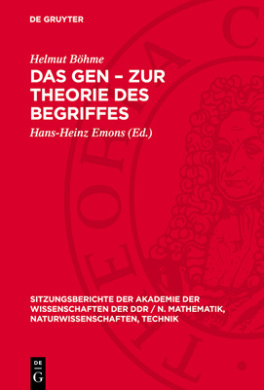 DE GRUYTER
Helmut Böhme
DAS GEN – ZUR
THEORIE DES
BEGRIFFES
Hans-Heinz Emons (Ed.)
SITZUNGSBERICHTE DER AKADEMIE DER
WISSENSCHAFTEN DER DDR / N. MATHEMATIK,
NATURWISSENSCHAFTEN, TECHNIK
DE
G